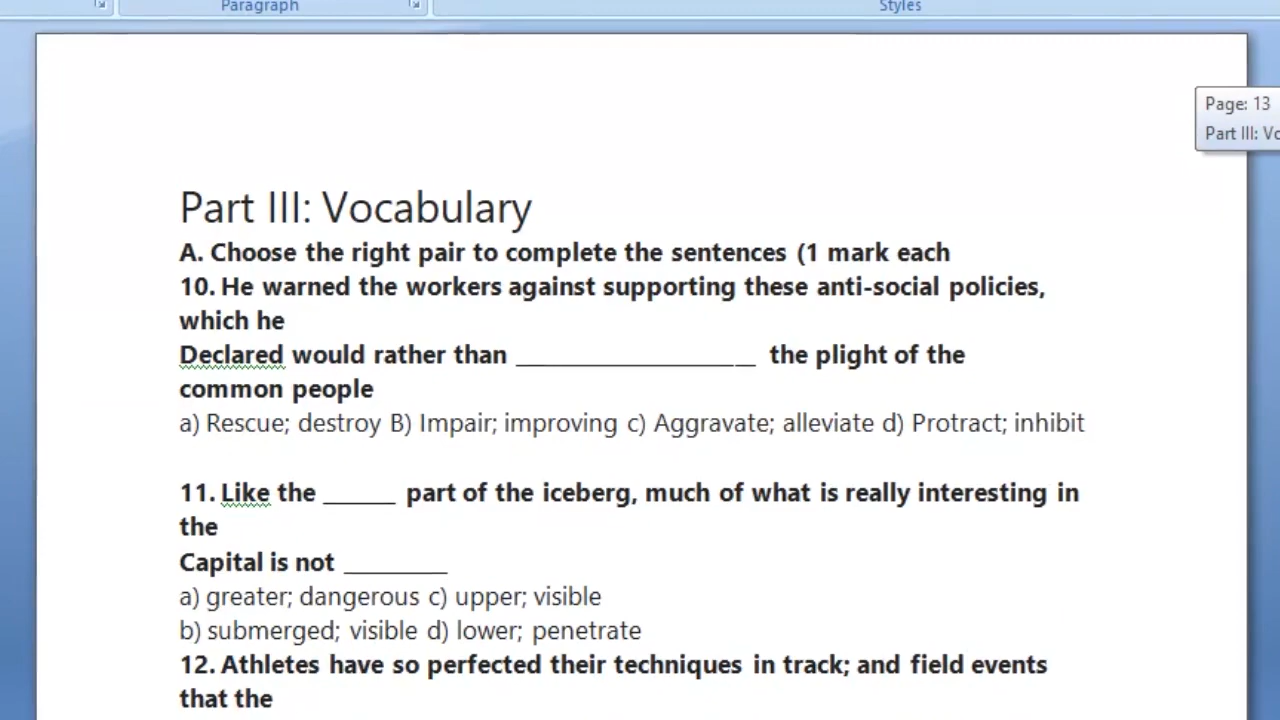 Paragraph
Styles
Page: 13
Part III: Vo
Part III: Vocabulary
A. Choose the right pair to complete the sentences (1 mark each
10. He warned the workers against supporting these anti-social policies,
which he
Declared would rather than ____________________ the plight of the
common people
a) Rescue; destroy B) Impair; improving c) Aggravate; alleviate d) Protract; inhibit
11. Like the ______ part of the iceberg, much of what is really interesting in
the
Capital is not _________
a) greater; dangerous c) upper; visible
b) submerged; visible d) lower; penetrate
12. Athletes have so perfected their techniques in track; and field events
that the